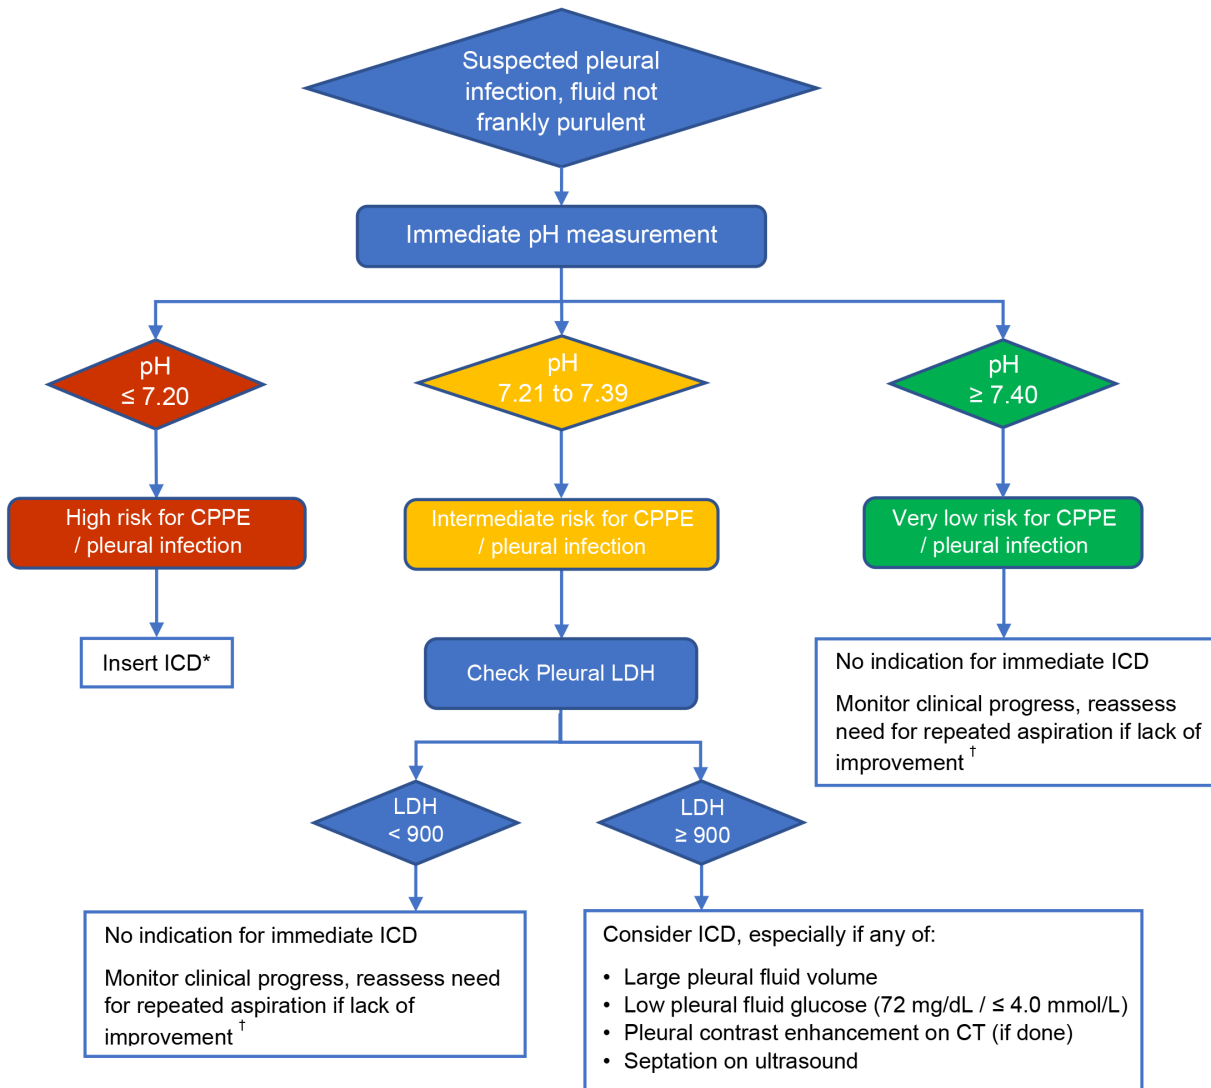 Suspected pleural
infection, fluid not
frankly purulent
Immediate pH measurement
pH
≤ 7.20
pH
7.21 to 7.39
pH
≥ 7.40
High risk for CPPE
/ pleural infection
Intermediate risk for CPPE
/ pleural infection
Very low risk for CPPE
/ pleural infection
Insert ICD*
Check Pleural LDH
No indication for immediate ICD
Monitor clinical progress, reassess
need for repeated aspiration if lack of
improvement †
LDH
< 900
LDH
≥ 900
No indication for immediate ICD
Monitor clinical progress, reassess need
for repeated aspiration if lack of
improvement †
Consider ICD, especially if any of:
• Large pleural fluid volume
• Low pleural fluid glucose (72 mg/dL / ≤ 4.0 mmol/L)
• Pleural contrast enhancement on CT (if done)
• Septation on ultrasound